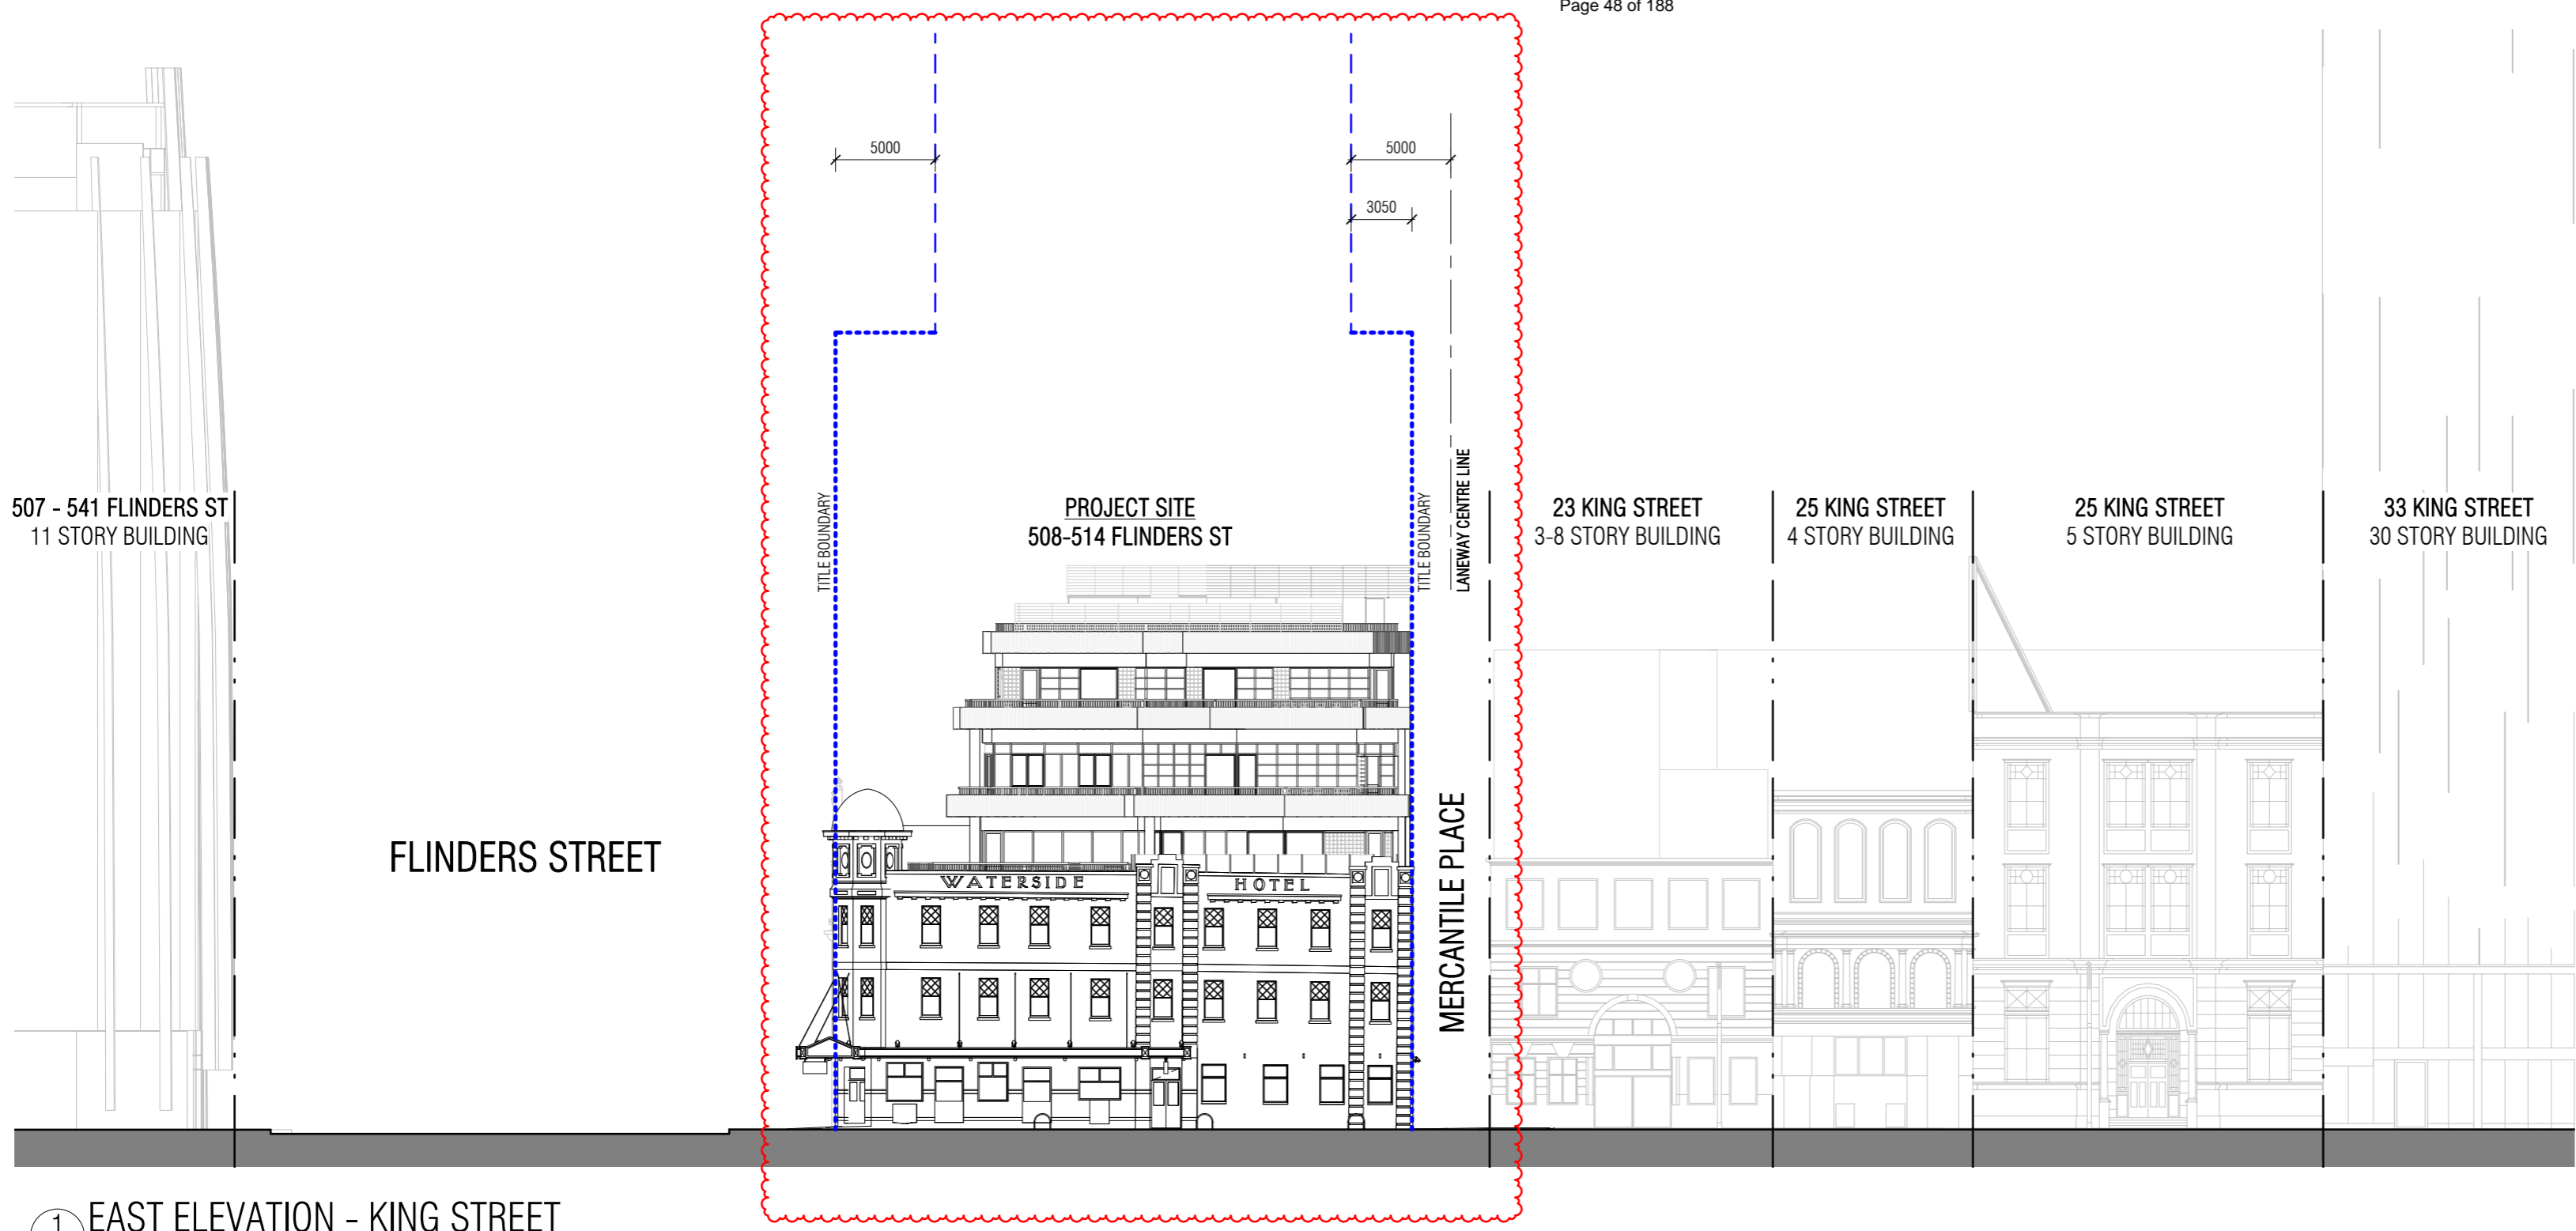 Page 48 of 188
5000
5000
3050
507 - 541 FLINDERS ST
11 STORY BUILDING
TITLE BOUNDARY
PROJECT SITE
508-514 FLINDERS ST
TITLE BOUNDARY
LANEWAY CENTRE LINE
23 KING STREET
3-8 STORY BUILDING
25 KING STREET
4 STORY BUILDING
25 KING STREET
5 STORY BUILDING
33 KING STREET
30 STORY BUILDING
FLINDERS STREET
WATERSIDE HOTEL
MERCANTILE PLACE
1 EAST ELEVATION - KING STREET